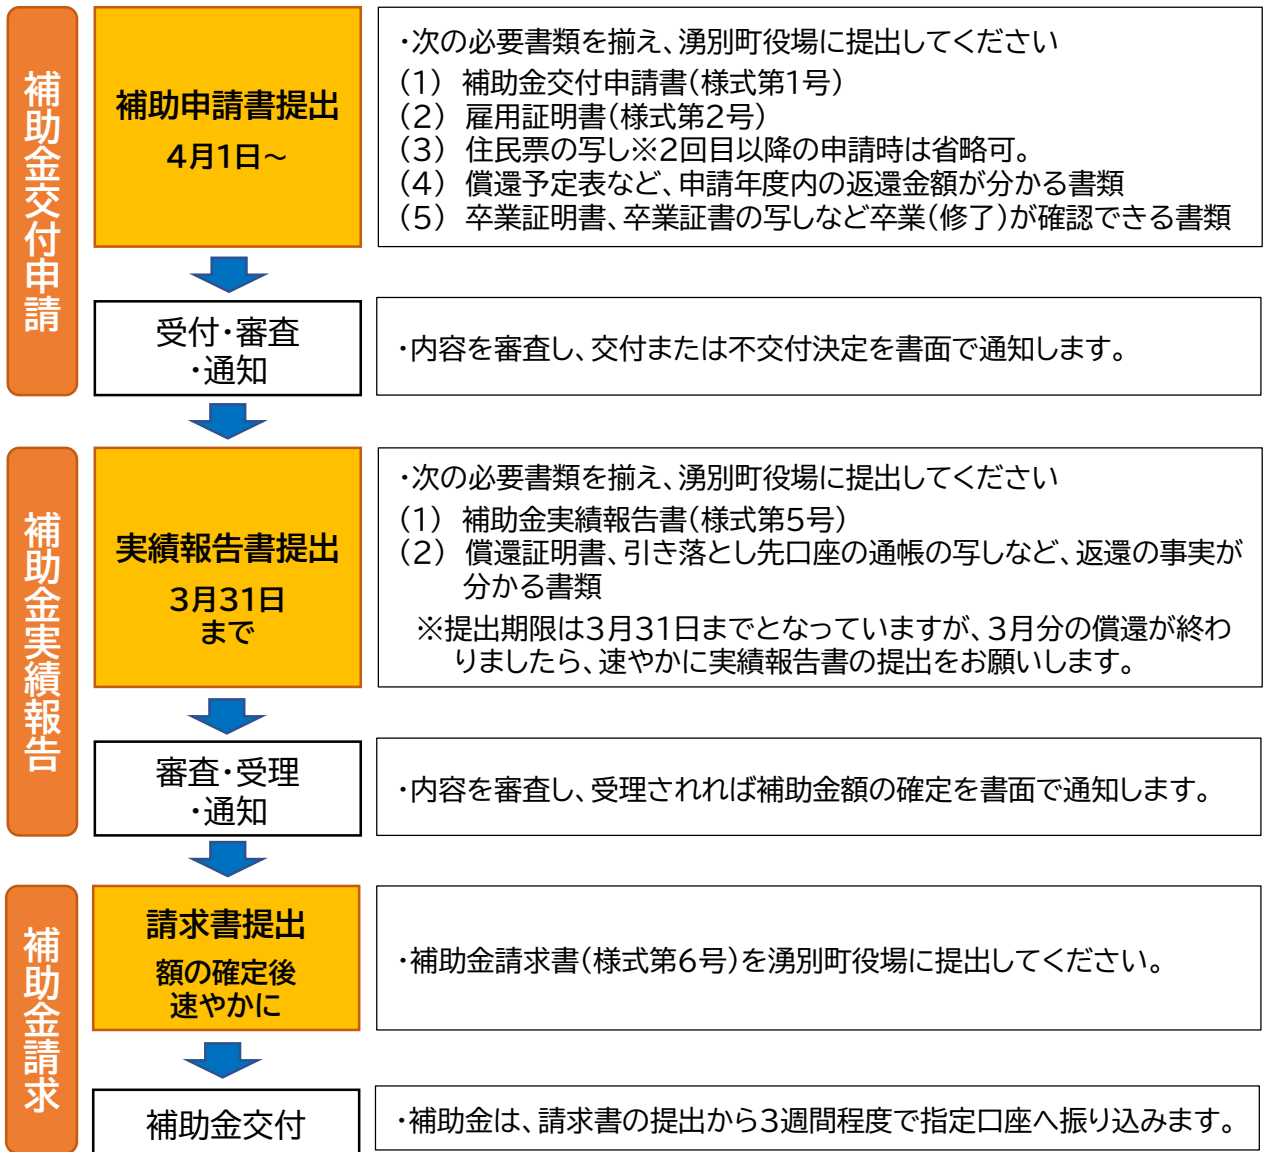 補助金交付申請
補助申請書提出
4月1日～
・次の必要書類を揃え、湧別町役場に提出してください
(1) 補助金交付申請書(様式第1号)
(2) 雇用証明書(様式第2号)
(3) 住民票の写し※2回目以降の申請時は省略可。
(4) 償還予定表など、申請年度内の返還金額が分かる書類
(5) 卒業証明書、卒業証書の写しなど卒業(修了)が確認できる書類
受付・審査
・通知
・内容を審査し、交付または不交付決定を書面で通知します。
補助金実績報告
実績報告書提出
3月31日
まで
・次の必要書類を揃え、湧別町役場に提出してください
(1) 補助金実績報告書(様式第5号)
(2) 償還証明書、引き落とし先口座の通帳の写しなど、返還の事実が
分かる書類
※提出期限は3月31日までとなっていますが、3月分の償還が終わ
りましたら、速やかに実績報告書の提出をお願いします。
審査・受理
・通知
・内容を審査し、受理されれば補助金額の確定を書面で通知します。
補助金請求
請求書提出
額の確定後
速やかに
・補助金請求書(様式第6号)を湧別町役場に提出してください。
補助金交付
・補助金は、請求書の提出から3週間程度で指定口座へ振り込みます。